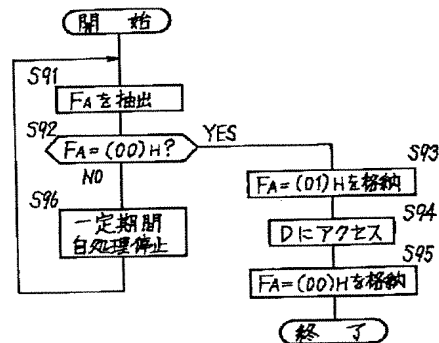 開 始
S91
FAを抽出
S92
FA=(00)H?
YES
NO
S93
FA=(01)Hを格納
S96
一定期間
自処理停止
S94
Dにアクセス
S95
FA=(00)Hを格納
終 了